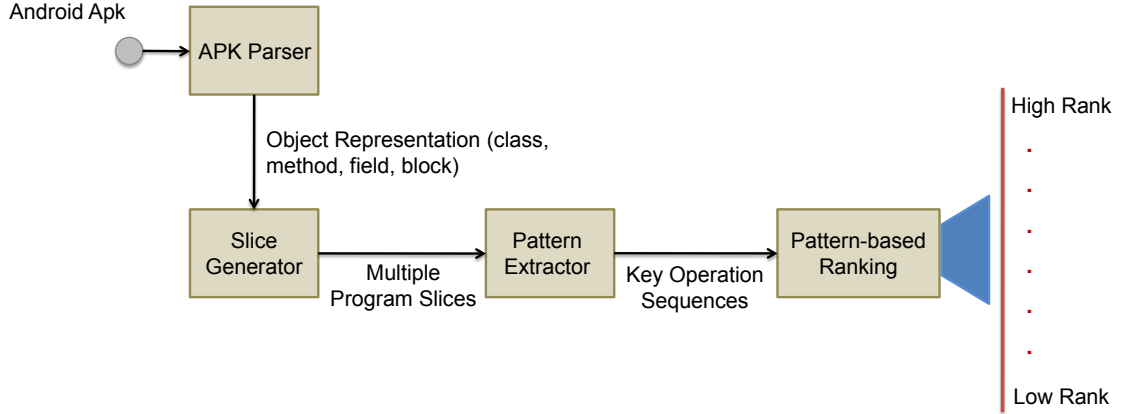 Android Apk
APK Parser
Object Representation (class,
method, field, block)
Slice
Generator
Multiple
Program Slices
Pattern
Extractor
Key Operation
Sequences
Pattern-based
Ranking
High Rank
Low Rank